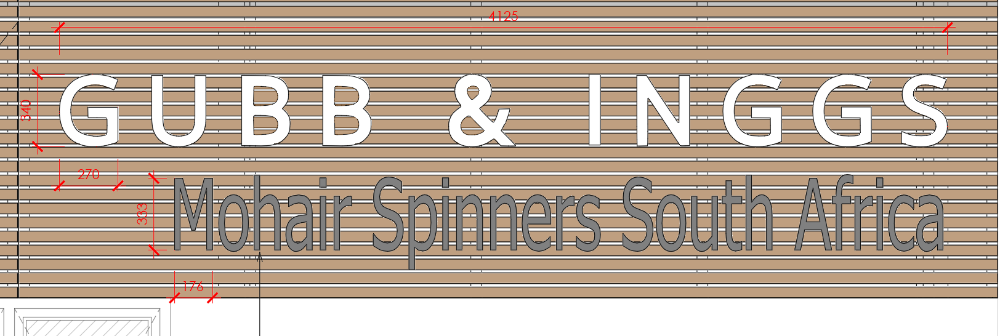 4125
GUBB & INGGS
340
270
Mohair Spinners South Africa
333
176